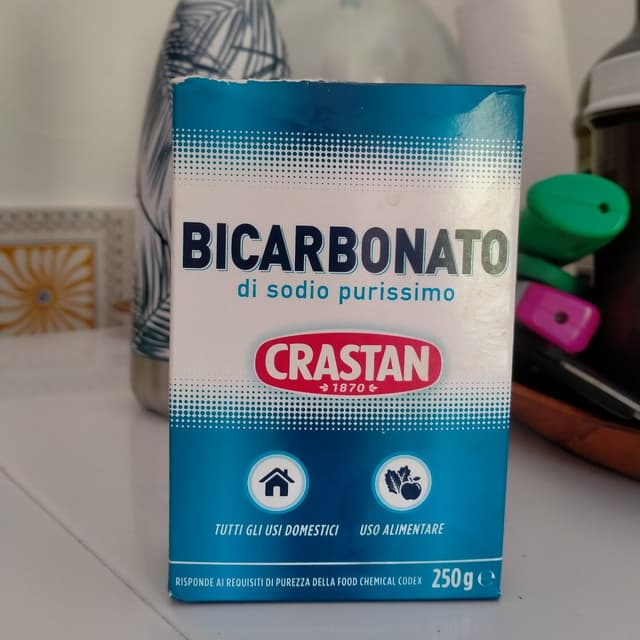 BICARBONATO
di sodio purissimo
CRASTAN
1870
TUTTI GLI USI DOMESTICI
USO ALIMENTARE
RISPONDE AI REQUISITI DI PUREZZA DELLA FOOD CHEMICAL CODEX 250g ℮